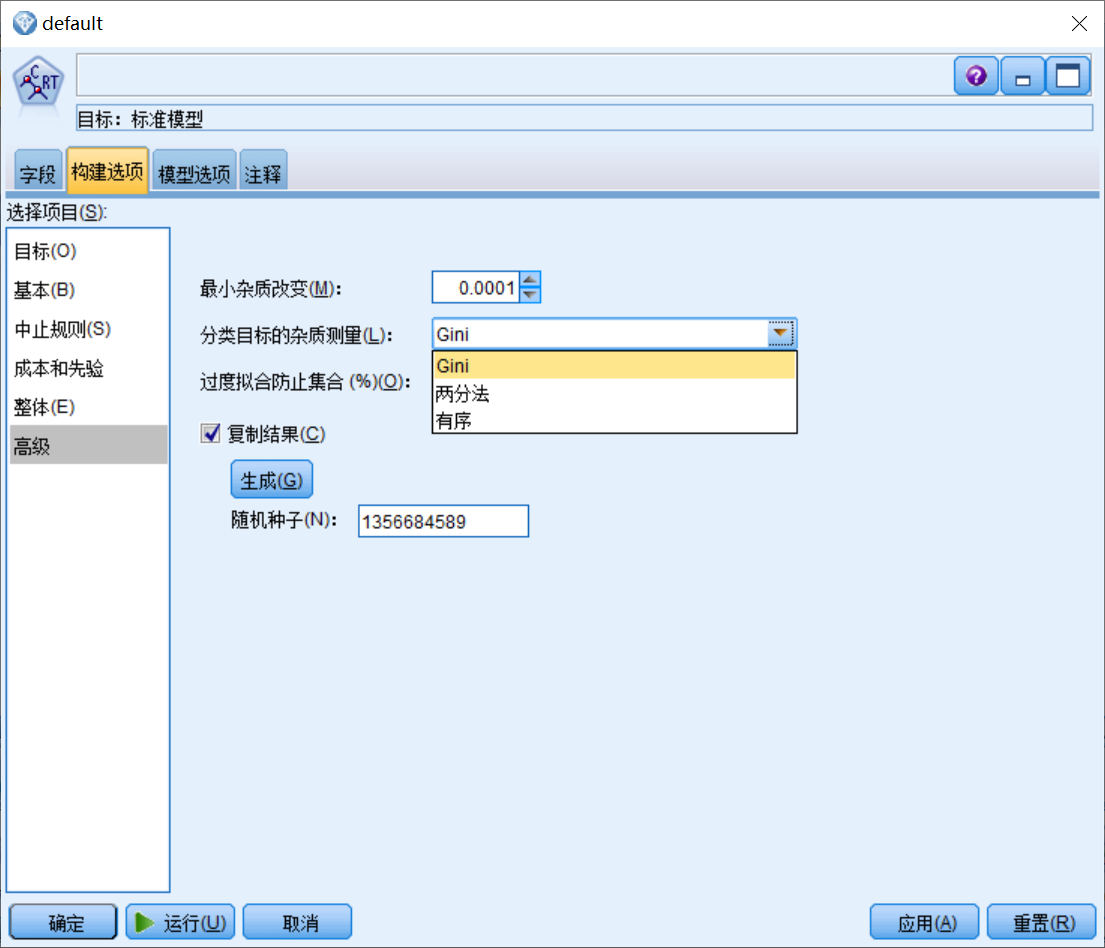 default
CRT
目标：标准模型
字段
构建选项
模型选项
注释
选择项目(S):
目标(O)
基本(B)
中止规则(S)
成本和先验
整体(E)
高级
最小杂质改变(M)：
0.0001
分类目标的杂质测量(L)：
Gini
Gini
两分法
有序
过度拟合防止集合 (%)(O)：
复制结果(C)
生成(G)
随机种子(N)：
1356684589
确定
运行(U)
取消
应用(A)
重置(R)